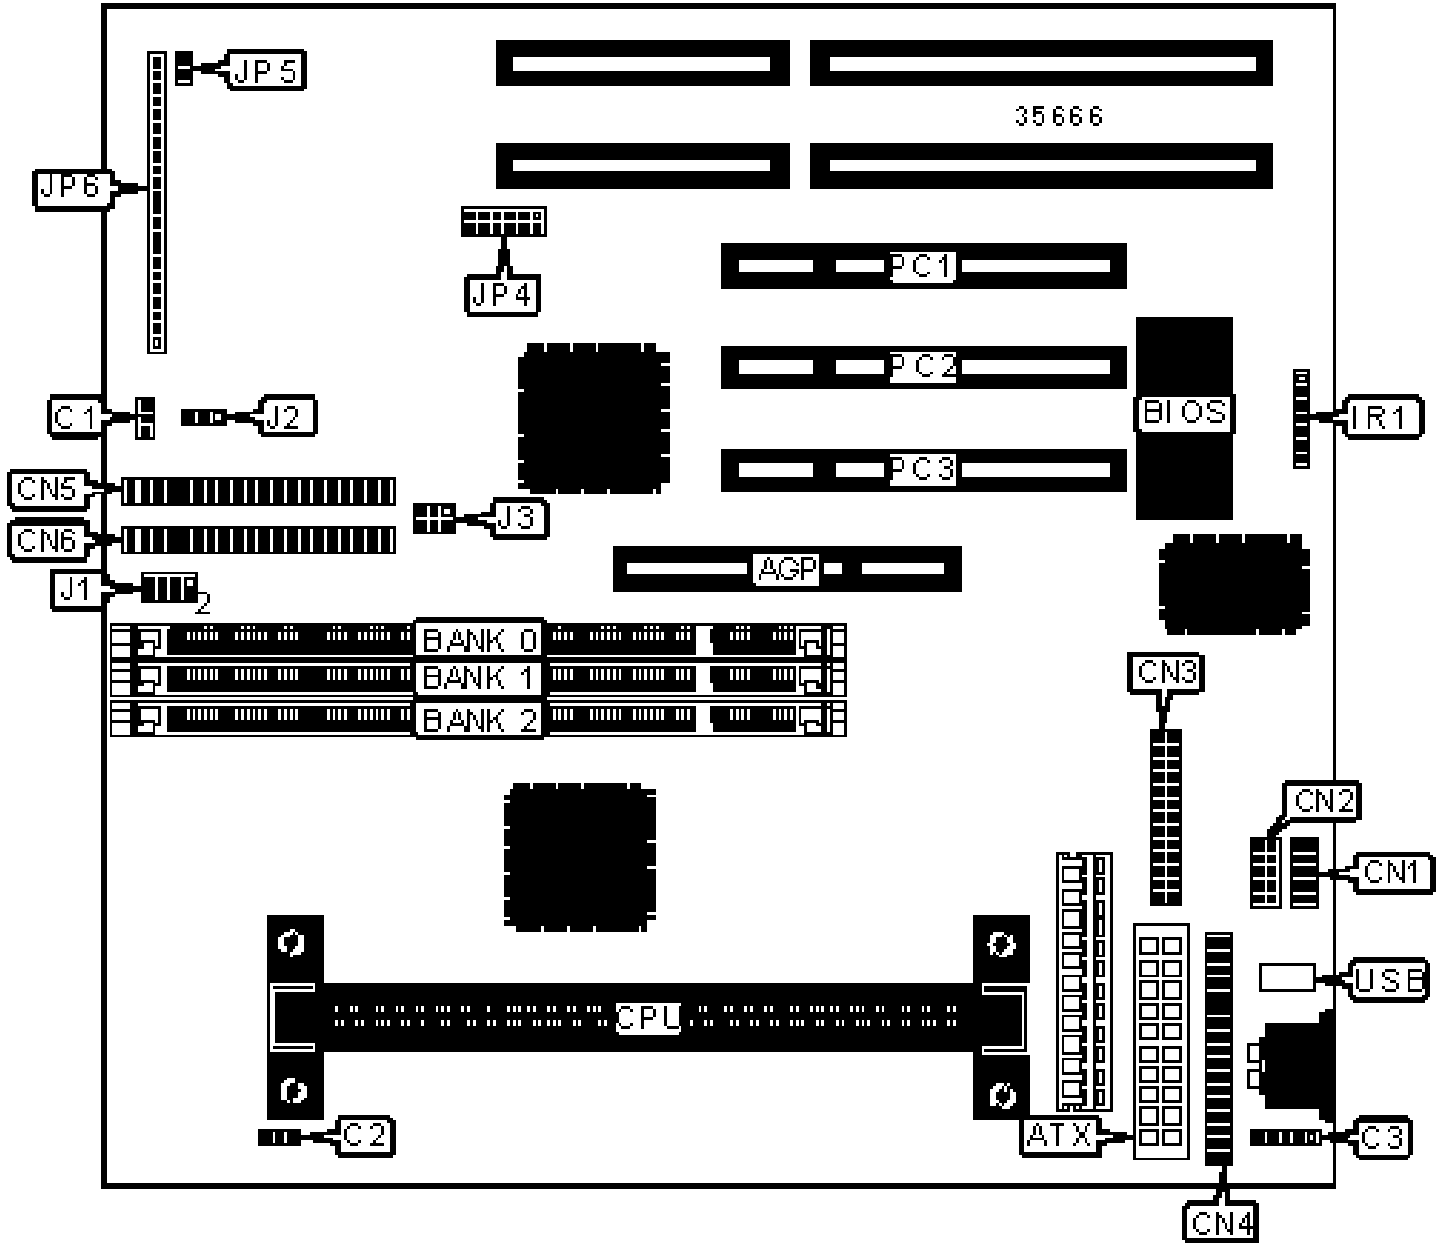 JP5
35666
JP6
PC1
JP4
PC2
BIOS
C1
J2
IR1
PC3
CN5
J3
CN6
AGP
J1
2
BANK 0
CN3
BANK 1
BANK 2
CN2
CN1
USB
CPU
C2
ATX
C3
CN4